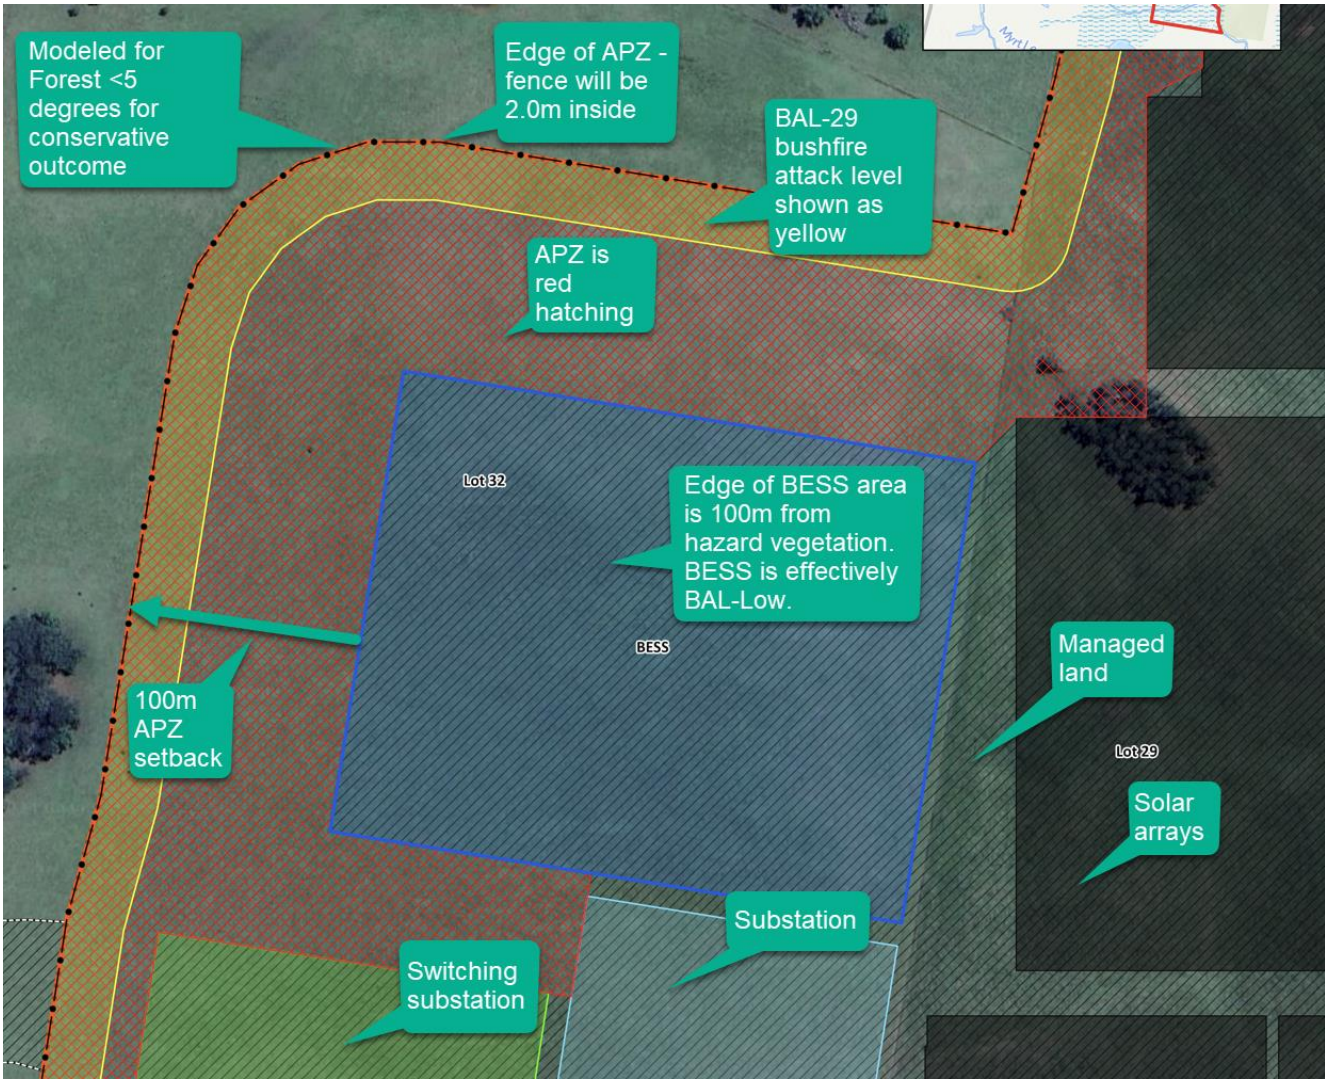 Myrtl
Modeled for
Forest <5
degrees for
conservative
outcome
Edge of APZ -
fence will be
2.0m inside
BAL-29
bushfire
attack level
shown as
yellow
APZ is
red
hatching
Lot 32
Edge of BESS area
is 100m from
hazard vegetation.
BESS is effectively
BAL-Low.
BESS
Managed
land
100m
APZ
setback
Lot 29
Solar
arrays
Substation
Switching
substation